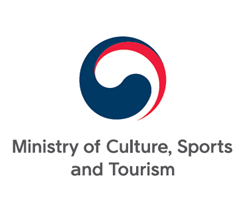 Ministry of Culture, Sports
and Tourism